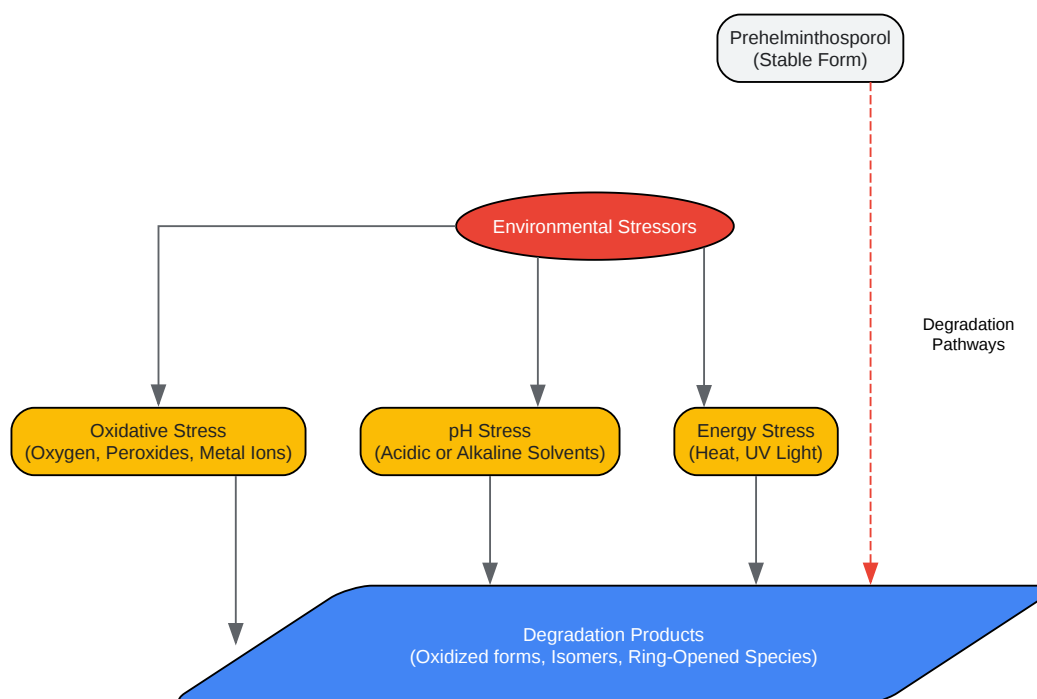 Prehelminthosporol
(Stable Form)
Environmental Stressors
Degradation
Pathways
Oxidative Stress
(Oxygen, Peroxides, Metal Ions)
pH Stress
(Acidic or Alkaline Solvents)
Energy Stress
(Heat, UV Light)
Degradation Products
(Oxidized forms, Isomers, Ring-Opened Species)